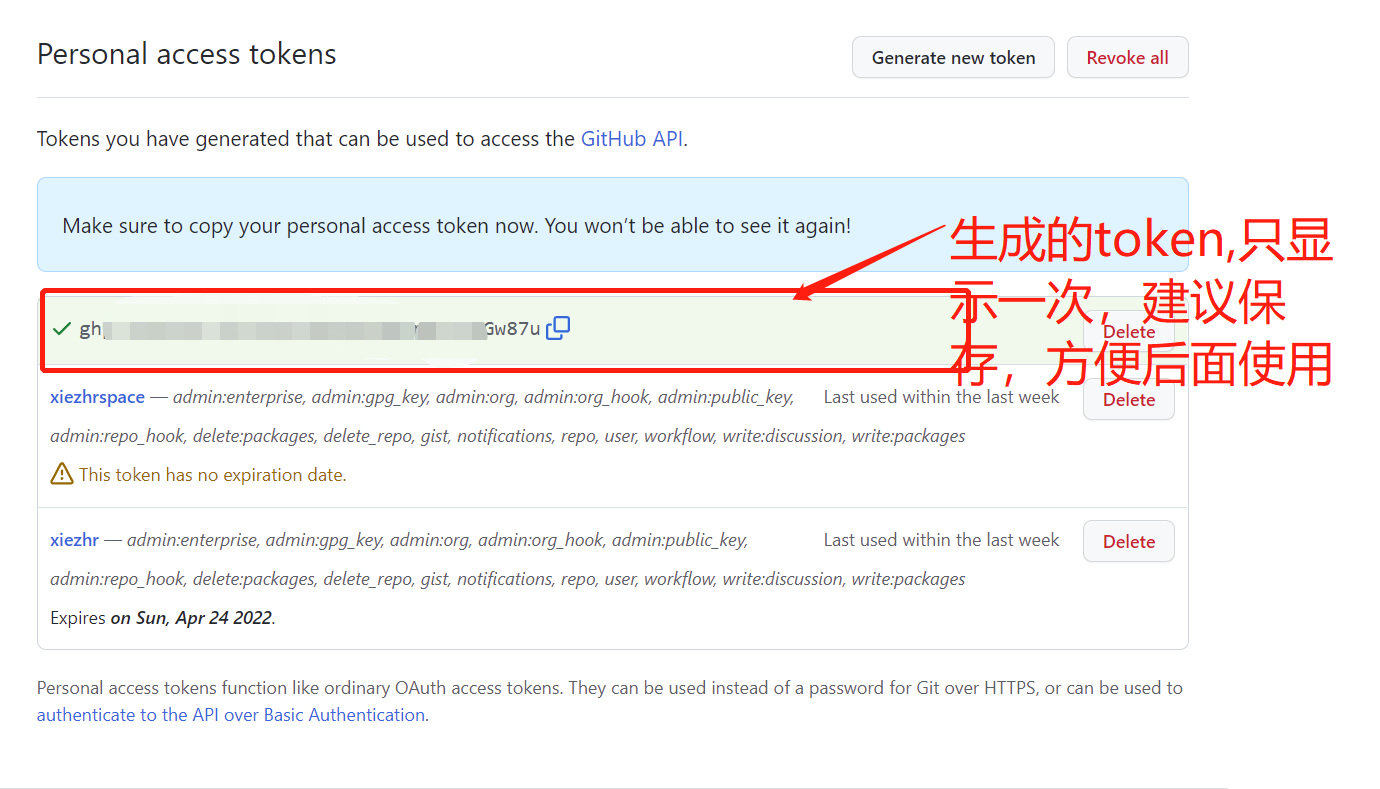 Personal access tokens
Generate new token
Revoke all
Tokens you have generated that can be used to access the GitHub API.
Make sure to copy your personal access token now. You won’t be able to see it again!
生成的token,只显
示一次，建议保
存，方便后面使用
gh Gw87u
Delete
xiezhrspace — admin:enterprise, admin:gpg_key, admin:org, admin:org_hook, admin:public_key, Last used within the last week
Delete
admin:repo_hook, delete:packages, delete_repo, gist, notifications, repo, user, workflow, write:discussion, write:packages
This token has no expiration date.
xiezhr — admin:enterprise, admin:gpg_key, admin:org, admin:org_hook, admin:public_key, Last used within the last week
Delete
admin:repo_hook, delete:packages, delete_repo, gist, notifications, repo, user, workflow, write:discussion, write:packages
Expires on Sun, Apr 24 2022.
Personal access tokens function like ordinary OAuth access tokens. They can be used instead of a password for Git over HTTPS, or can be used to
authenticate to the API over Basic Authentication.